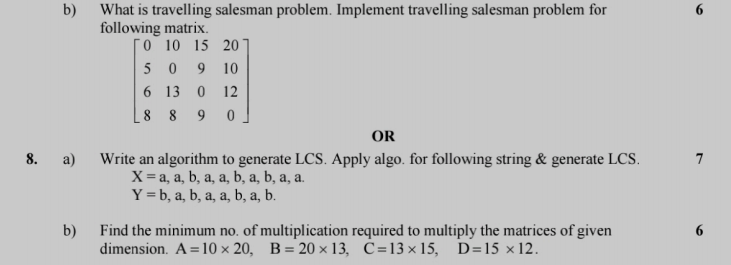 b) What is travelling salesman problem. Implement travelling salesman problem for 6
following matrix.
0 10 15 20
5 0 9 10
6 13 0 12
8 8 9 0
OR
8. a) Write an algorithm to generate LCS. Apply algo. for following string & generate LCS. 7
X = a, a, b, a, a, b, a, b, a, a.
Y = b, a, b, a, a, b, a, b.
b) Find the minimum no. of multiplication required to multiply the matrices of given 6
dimension. A = 10 × 20, B = 20 × 13, C = 13 × 15, D = 15 × 12.